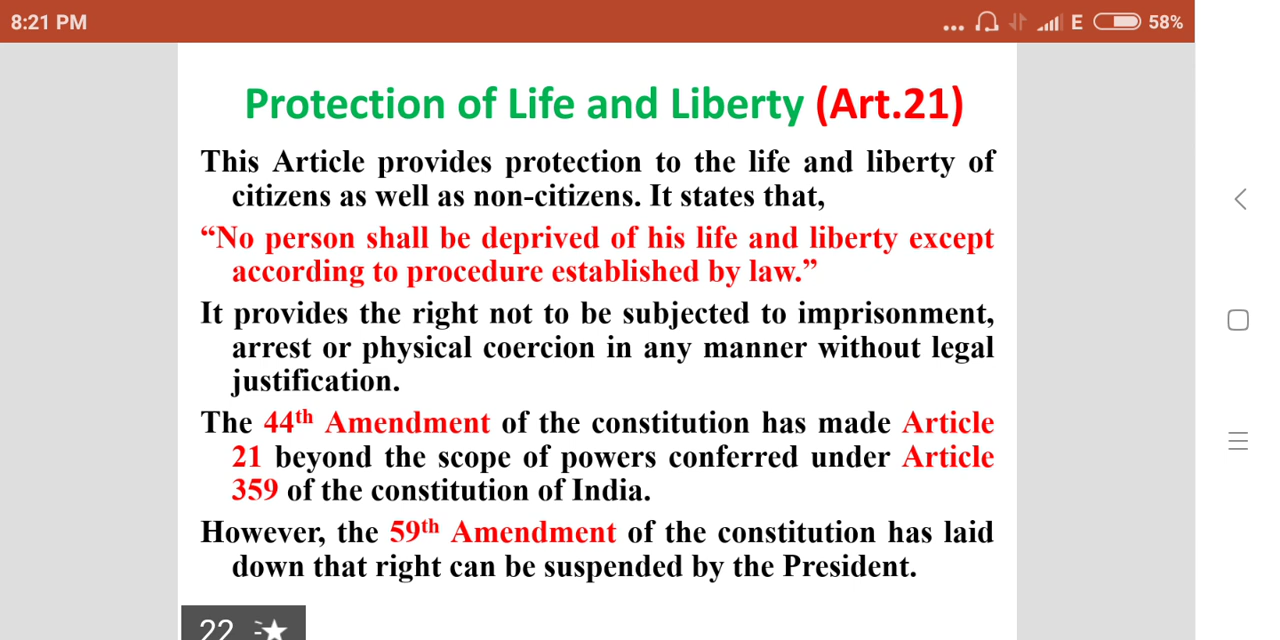 8:21 PM ... E 58%
Protection of Life and Liberty (Art.21)
This Article provides protection to the life and liberty of
citizens as well as non-citizens. It states that,
“No person shall be deprived of his life and liberty except
according to procedure established by law.”
It provides the right not to be subjected to imprisonment,
arrest or physical coercion in any manner without legal
justification.
The 44th Amendment of the constitution has made Article
21 beyond the scope of powers conferred under Article
359 of the constitution of India.
However, the 59th Amendment of the constitution has laid
down that right can be suspended by the President.
22